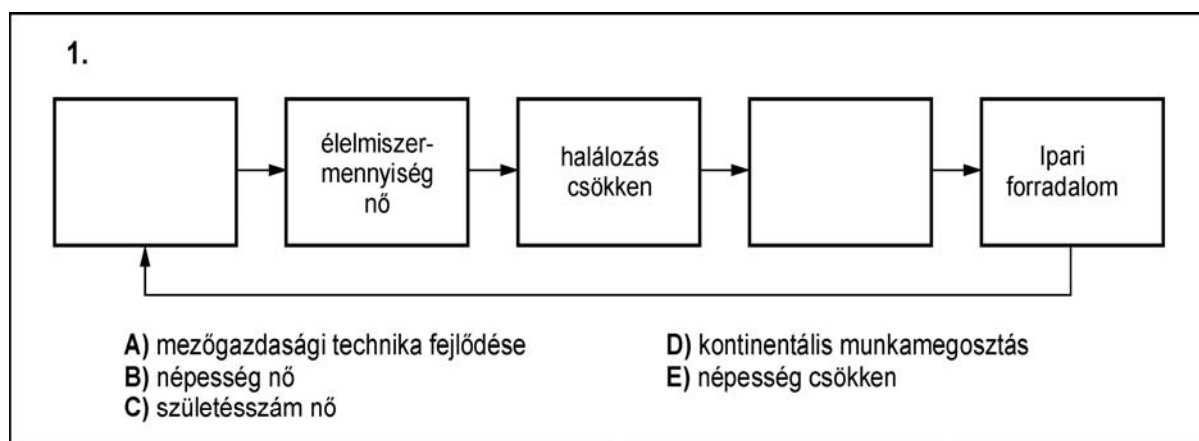 1.
élelmiszer-
mennyiség
nő
halálozás
csökken
Ipari
forradalom
A) mezőgazdasági technika fejlődése
B) népesség nő
C) születésszám nő
D) kontinentális munkamegosztás
E) népesség csökken